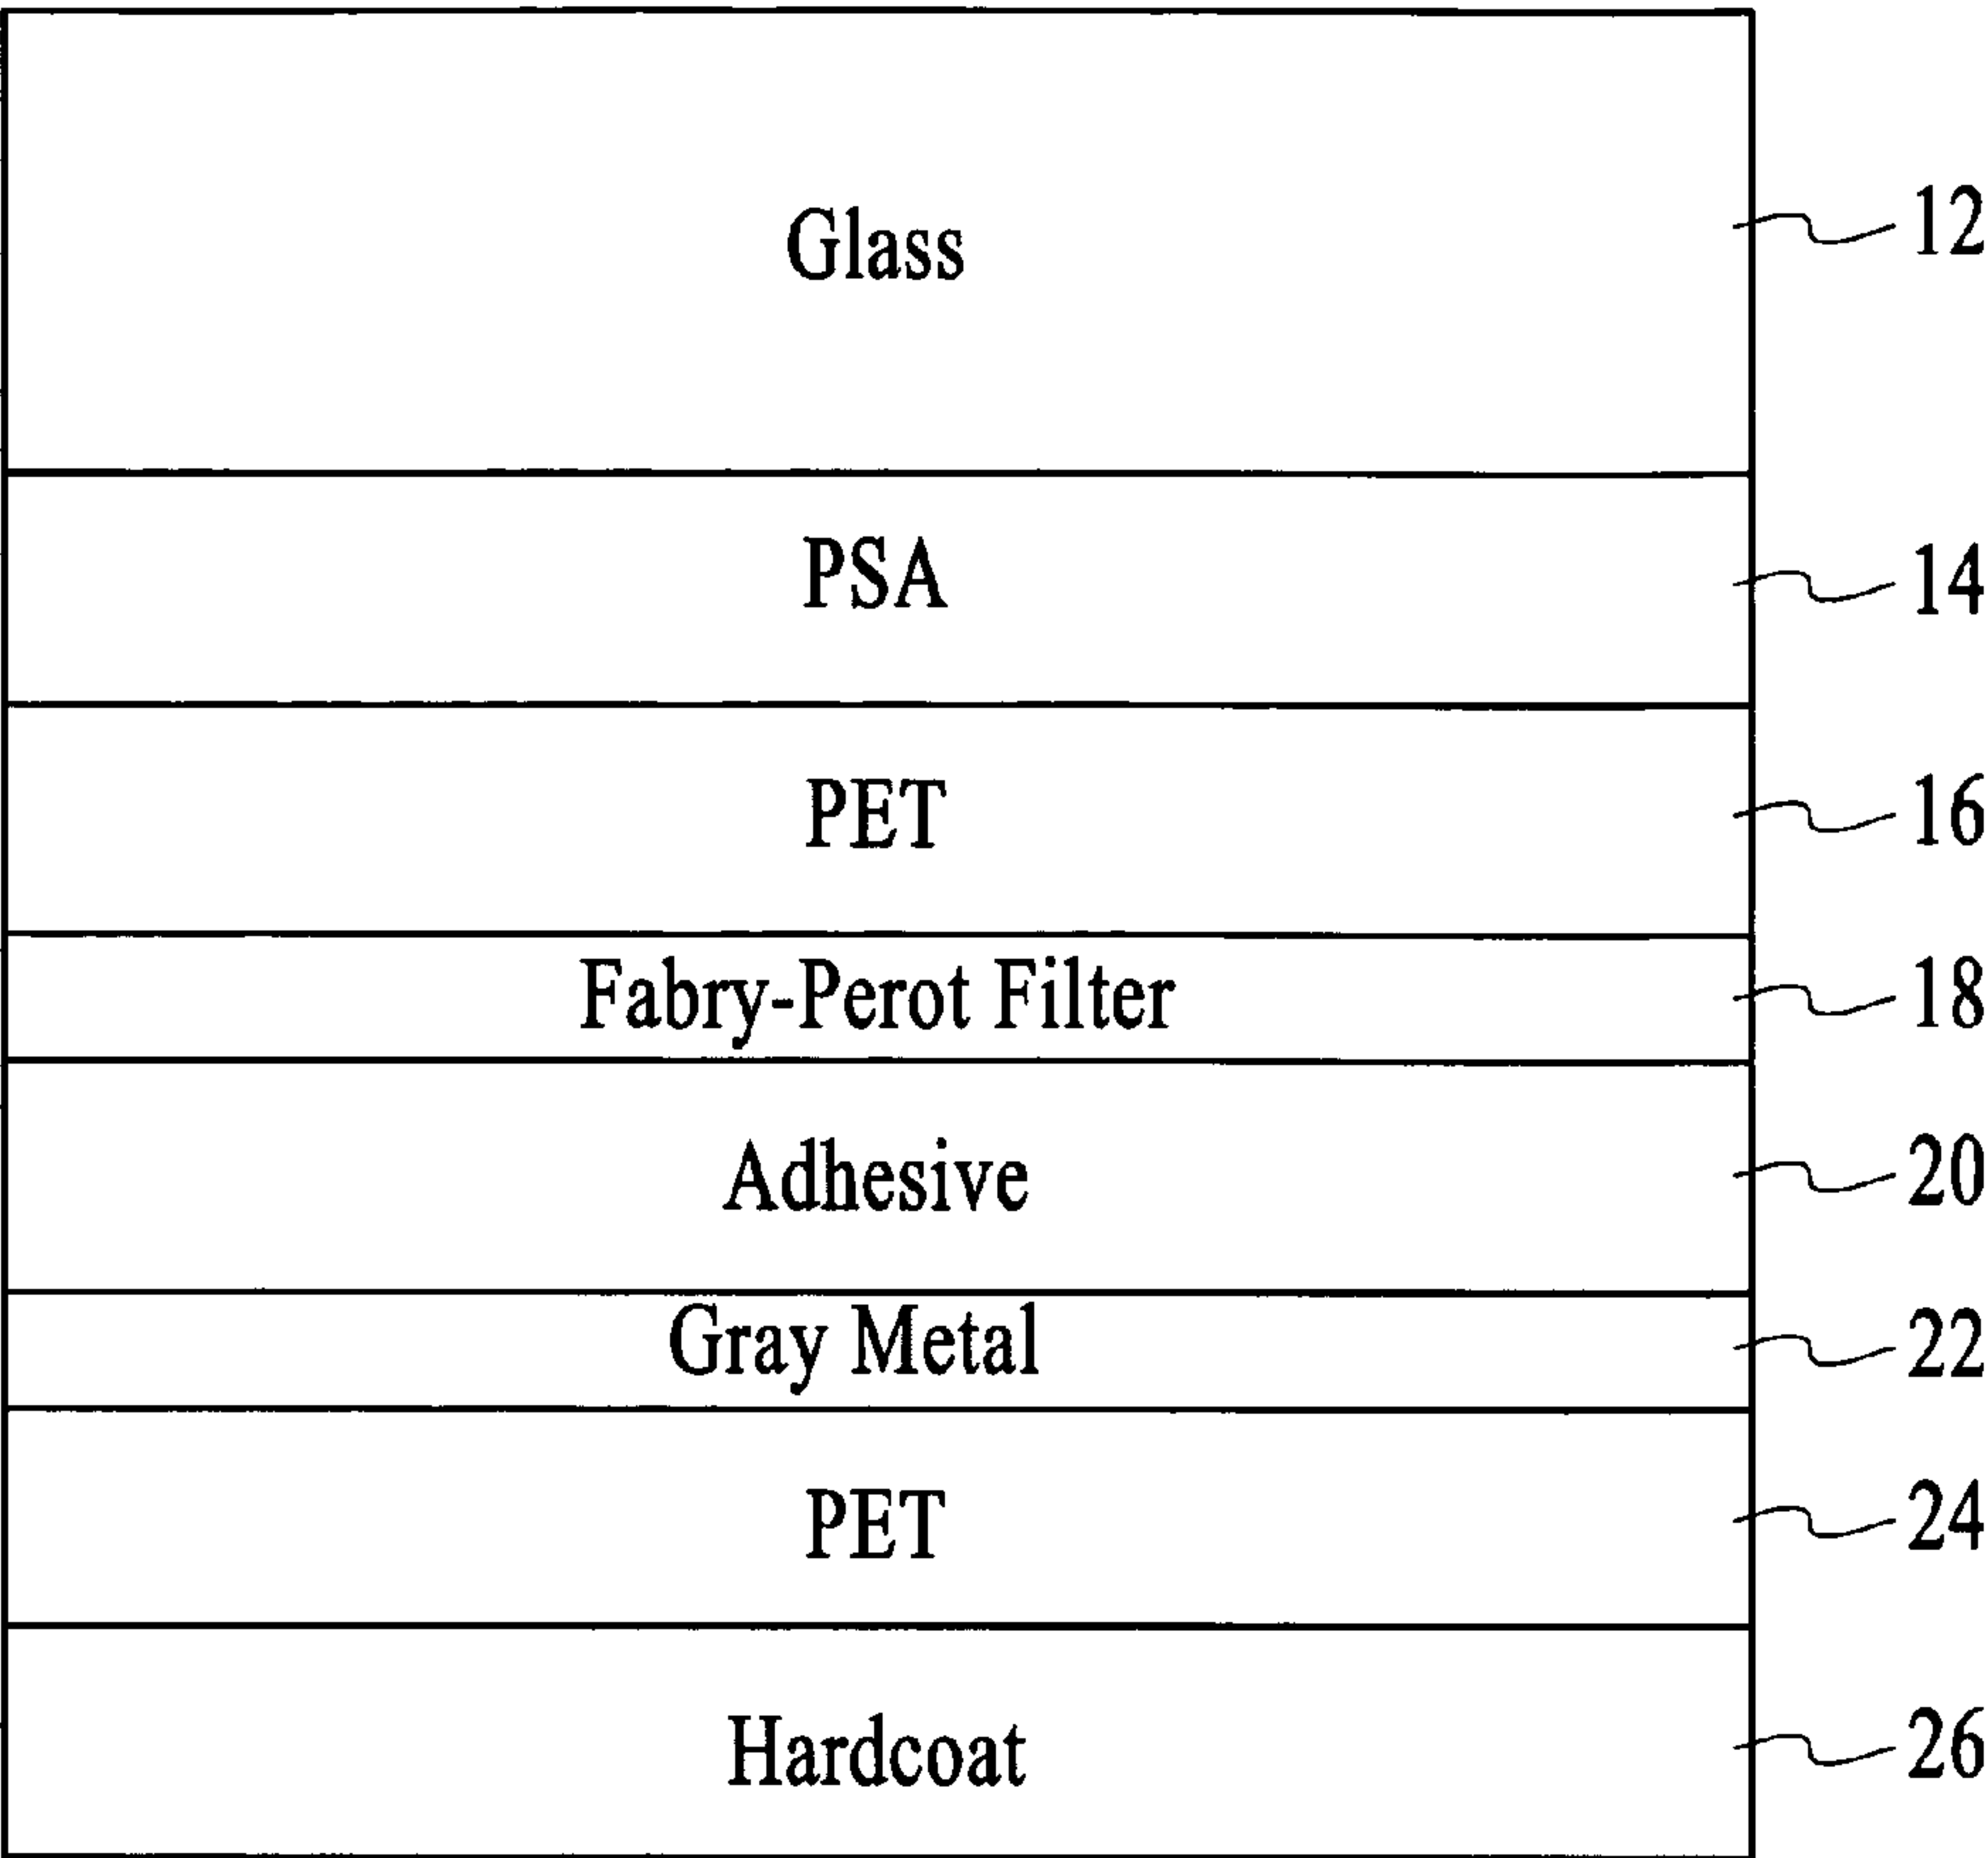 Glass 12
PSA 14
PET 16
Fabry-Perot Filter 18
Adhesive 20
Gray Metal 22
PET 24
Hardcoat 26